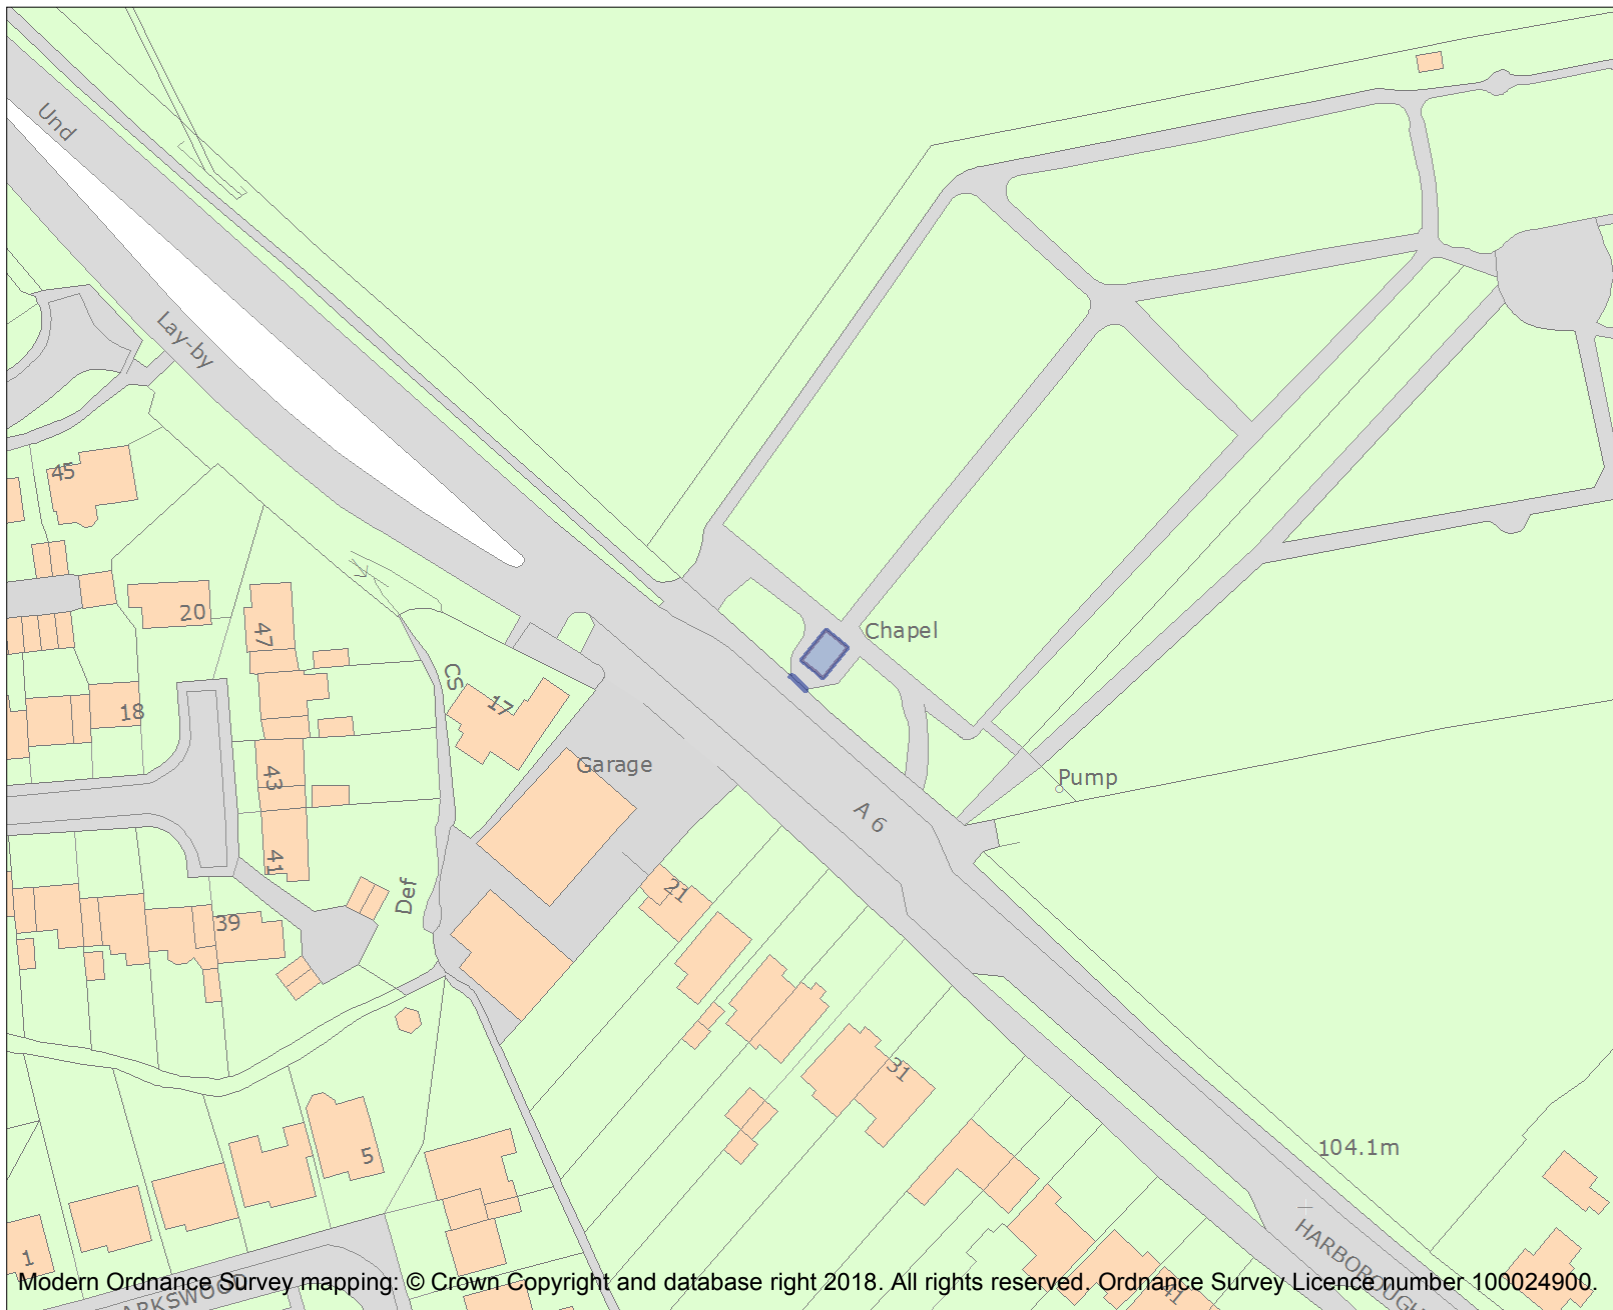 Und
Lay-by
45
20
47
CS
17
Chapel
18
Garage
43
Pump
A 6
41
21
Def
39
31
104.1m
5
HARBOROUGH
1
41
Modern Ordnance Survey mapping: © Crown Copyright and database right 2018. All rights reserved. Ordnance Survey Licence number 100024900.